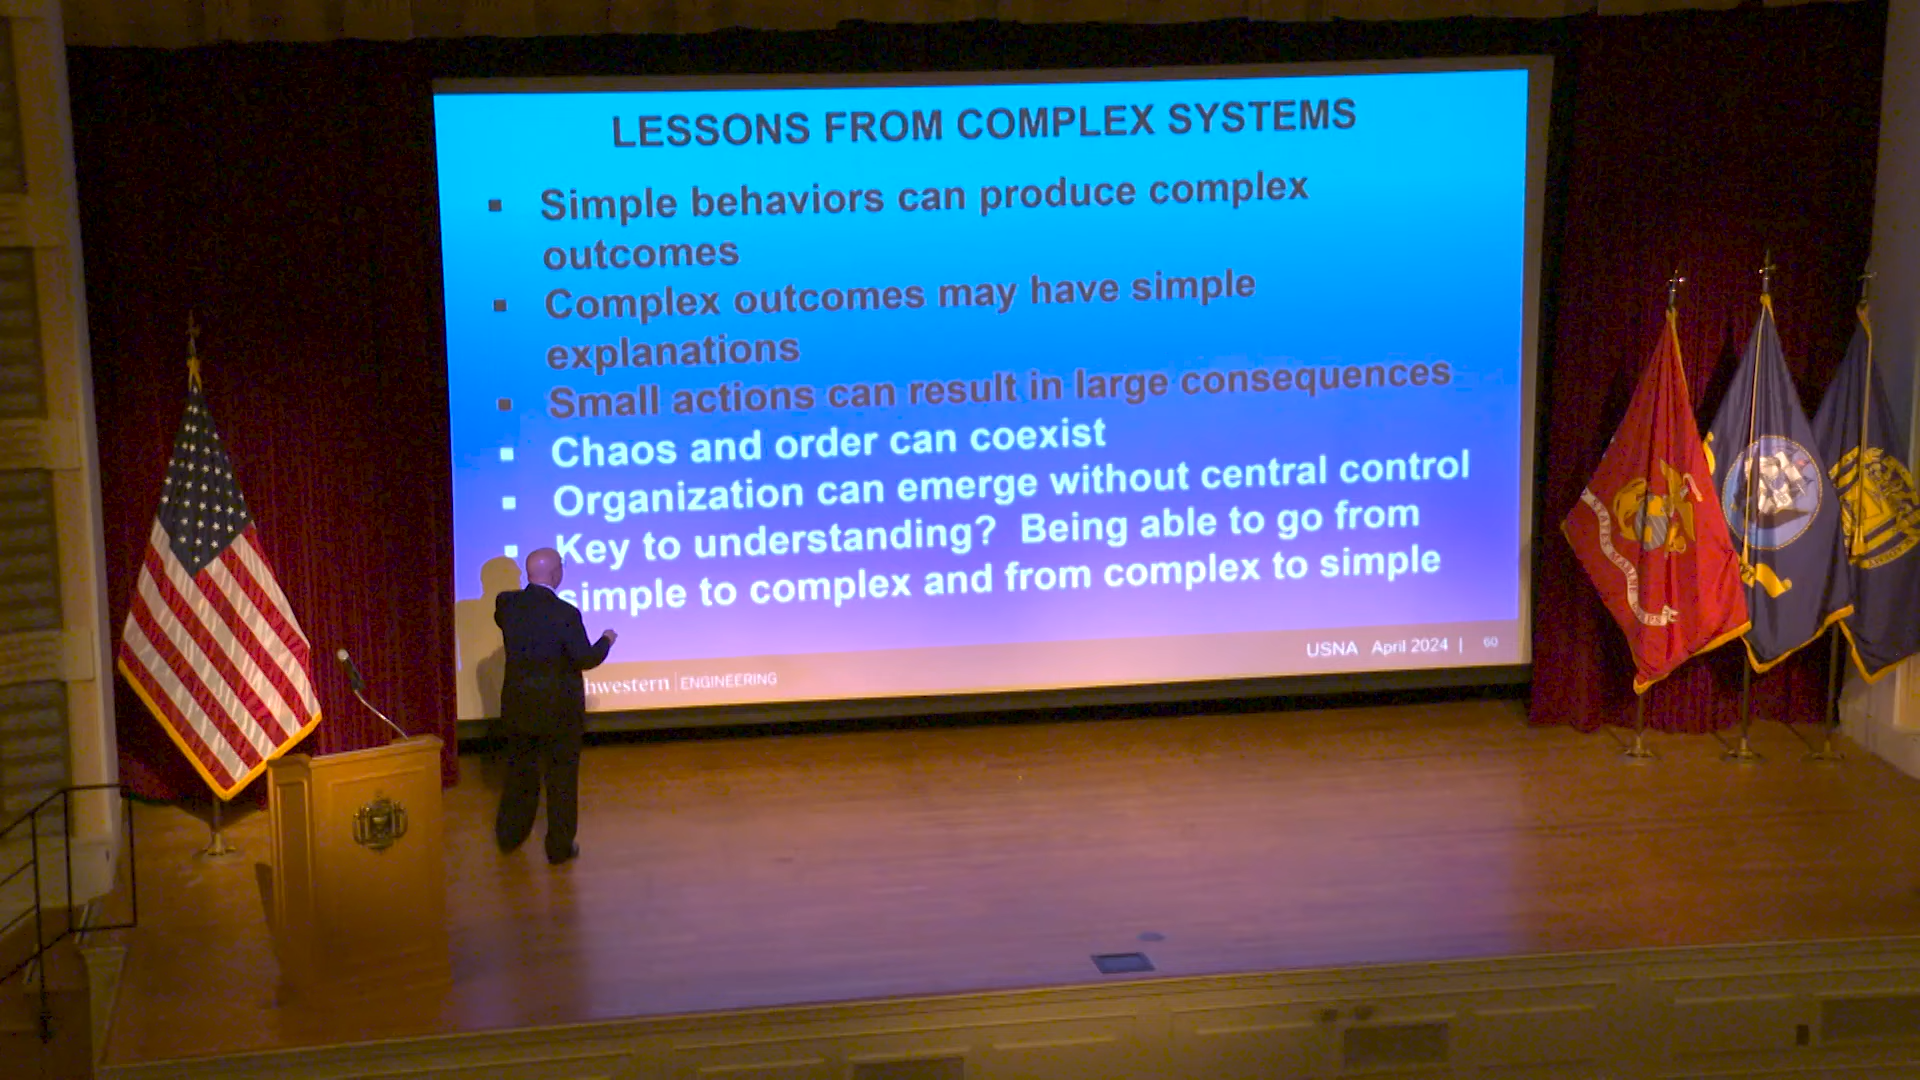 LESSONS FROM COMPLEX SYSTEMS
▪ Simple behaviors can produce complex
outcomes
▪ Complex outcomes may have simple
explanations
▪ Small actions can result in large consequences
▪ Chaos and order can coexist
▪ Organization can emerge without central control
▪ Key to understanding? Being able to go from
simple to complex and from complex to simple
hwestern | ENGINEERING
USNA April 2024 | 60